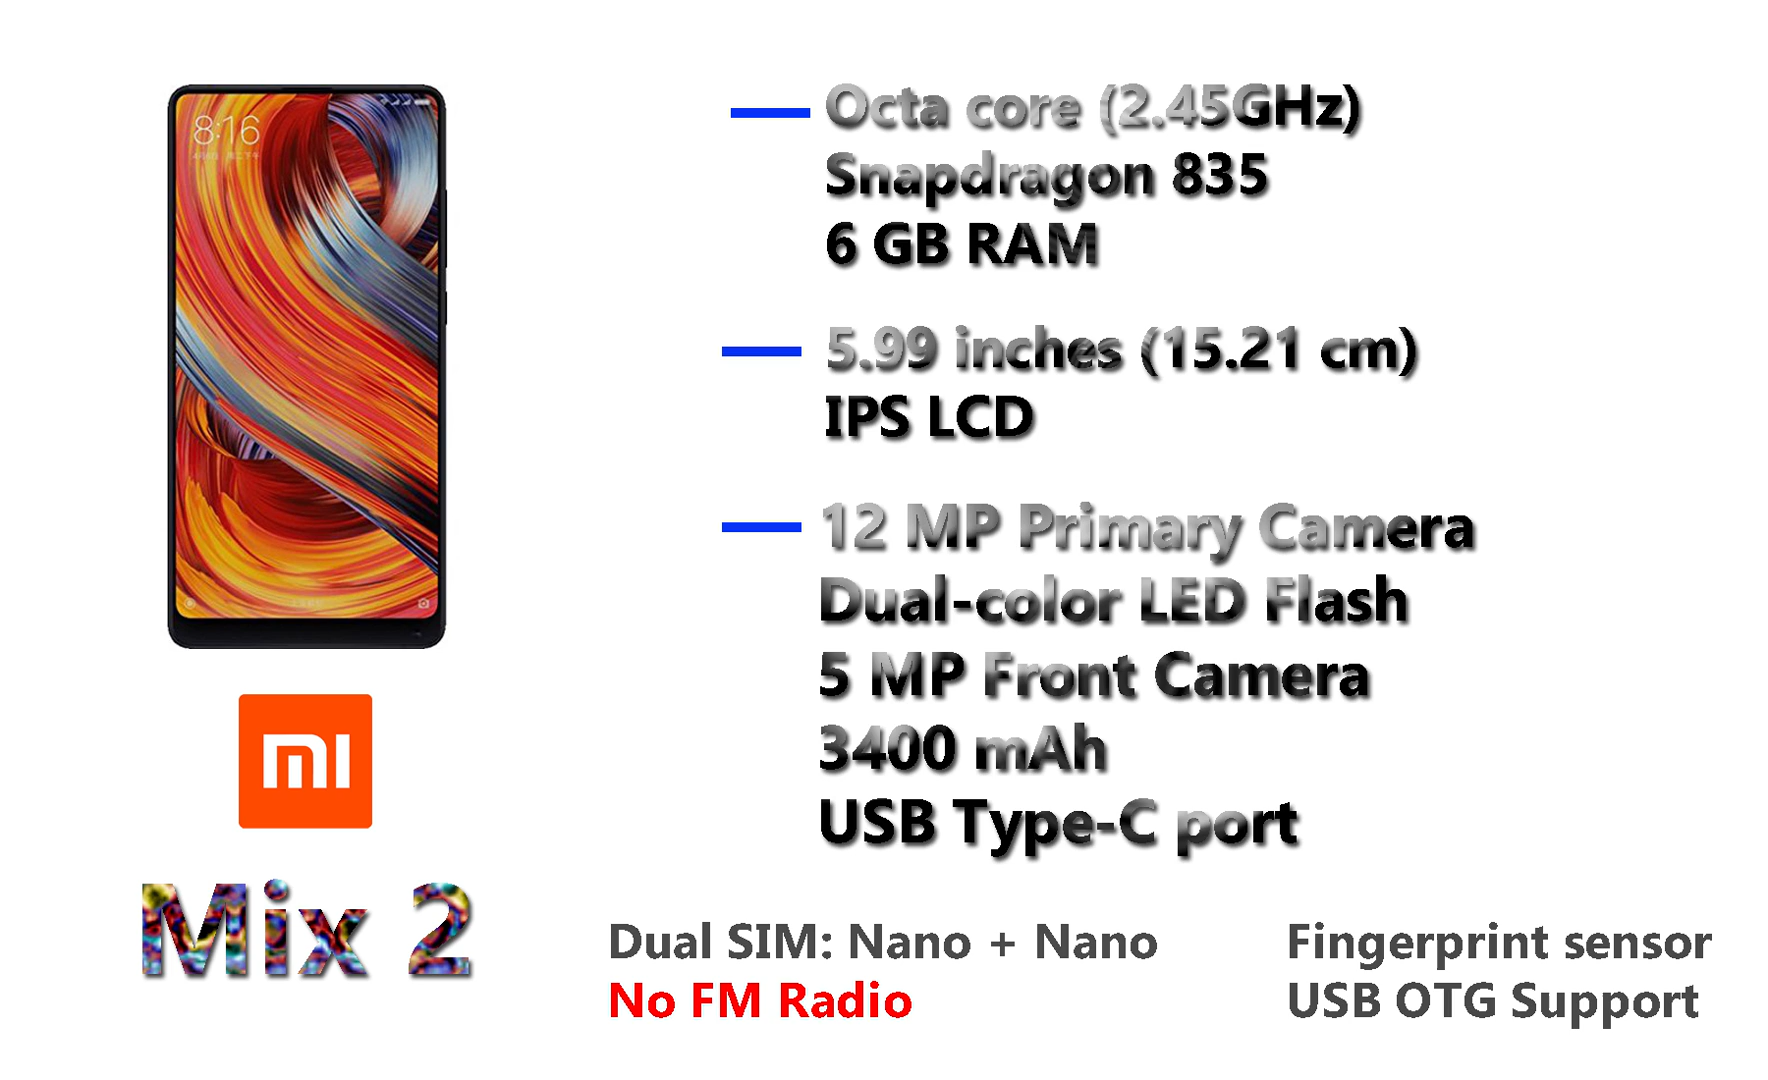 8:16
mi
Mix 2
Octa core (2.45GHz)
Snapdragon 835
6 GB RAM
5.99 inches (15.21 cm)
IPS LCD
12 MP Primary Camera
Dual-color LED Flash
5 MP Front Camera
3400 mAh
USB Type-C port
Dual SIM: Nano + Nano
No FM Radio
Fingerprint sensor
USB OTG Support